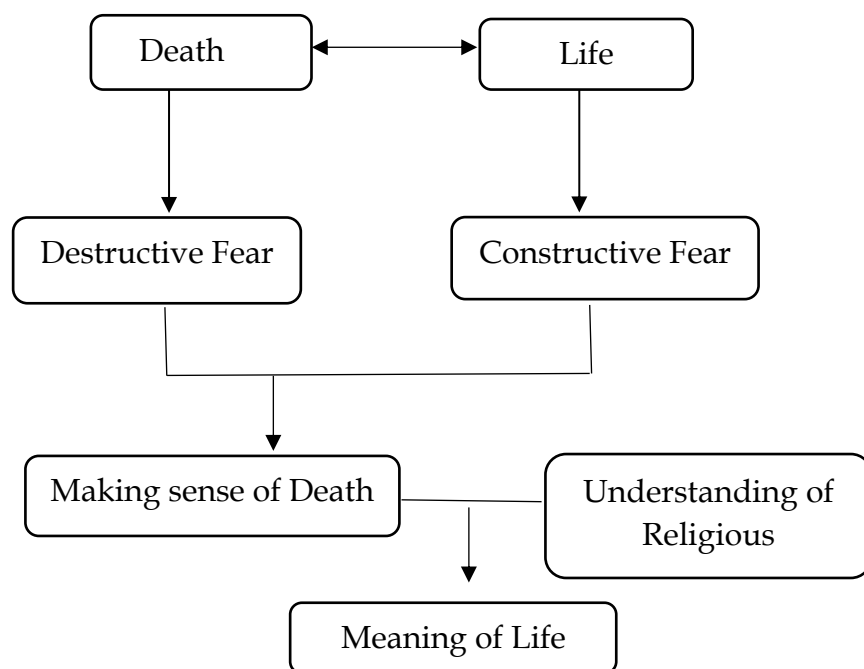 Death
Life
Destructive Fear
Constructive Fear
Making sense of Death
Understanding of
Religious
Meaning of Life